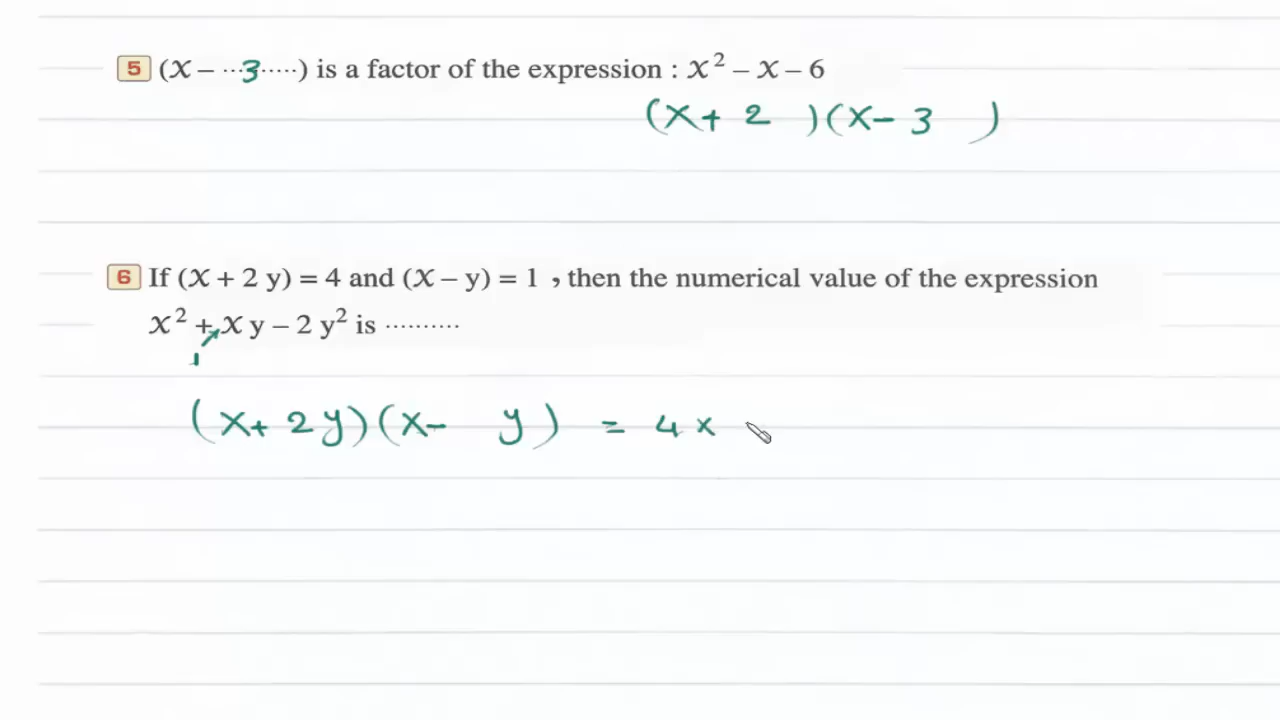 5 (x – ...3.....) is a factor of the expression : x² – x – 6
(x+ 2 )(x- 3 )
6 If (x + 2 y) = 4 and (x – y) = 1 , then the numerical value of the expression
x² + x y – 2 y² is ..........
1
(x+ 2y)(x- y) = 4 x